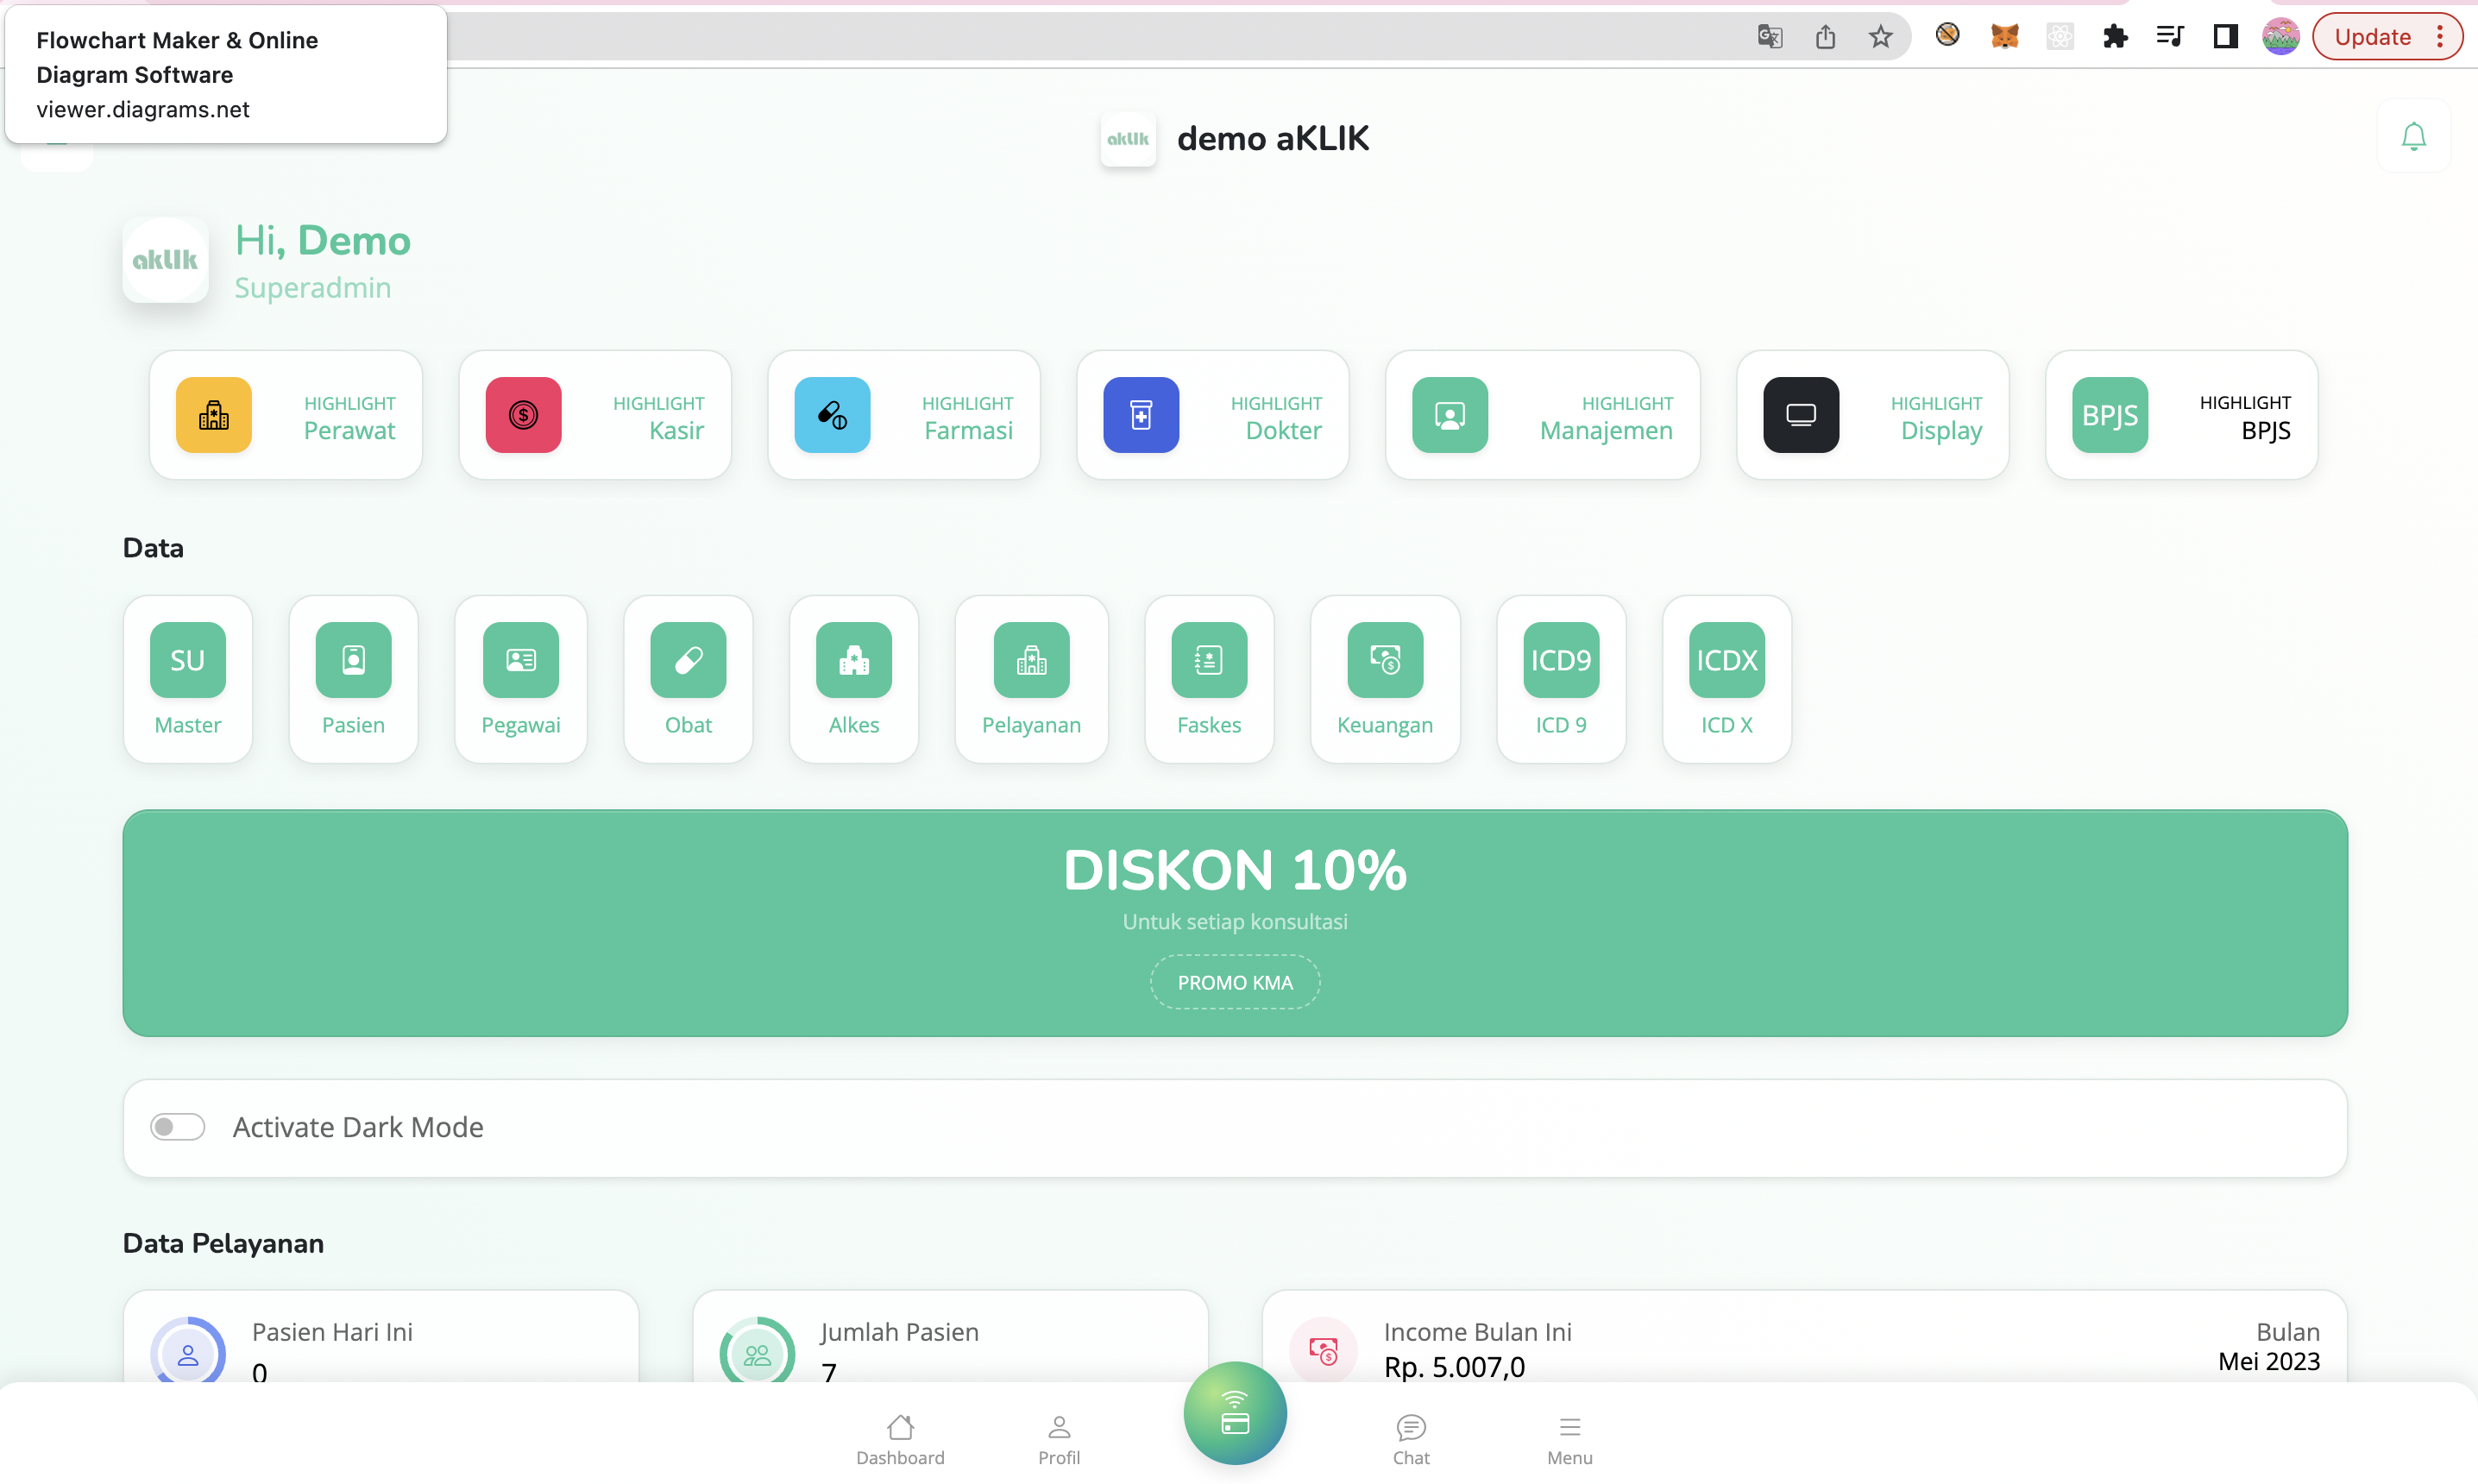 Flowchart Maker & Online
Diagram Software
viewer.diagrams.net
Update
aklik
demo aKLIK
aklik
Hi, Demo
Superadmin
HIGHLIGHT
Perawat
HIGHLIGHT
Kasir
HIGHLIGHT
Farmasi
HIGHLIGHT
Dokter
HIGHLIGHT
Manajemen
HIGHLIGHT
Display
BPJS
HIGHLIGHT
BPJS
Data
SU
Master
Pasien
Pegawai
Obat
Alkes
Pelayanan
Faskes
Keuangan
ICD9
ICD 9
ICDX
ICD X
DISKON 10%
Untuk setiap konsultasi
PROMO KMA
Activate Dark Mode
Data Pelayanan
Pasien Hari Ini
0
Jumlah Pasien
7
Income Bulan Ini
Rp. 5.007,0
Bulan
Mei 2023
Dashboard
Profil
Chat
Menu